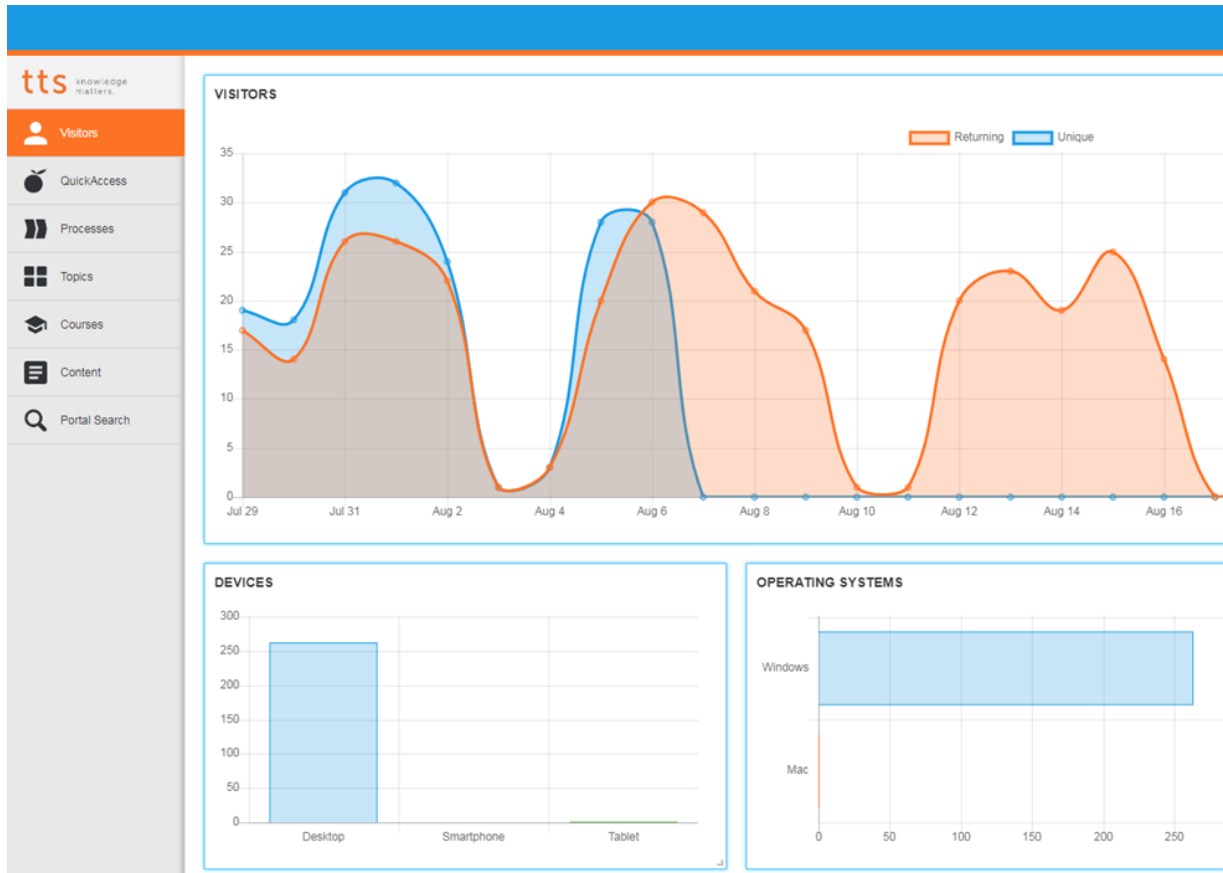 tts knowledge
matters.
Visitors
QuickAccess
Processes
Topics
Courses
Content
Portal Search
VISITORS
Returning Unique
35
30
25
20
15
10
5
0
Jul 29 Jul 31 Aug 2 Aug 4 Aug 6 Aug 8 Aug 10 Aug 12 Aug 14 Aug 16
DEVICES
300
250
200
150
100
50
0
Desktop Smartphone Tablet
OPERATING SYSTEMS
Windows
Mac
0 50 100 150 200 250